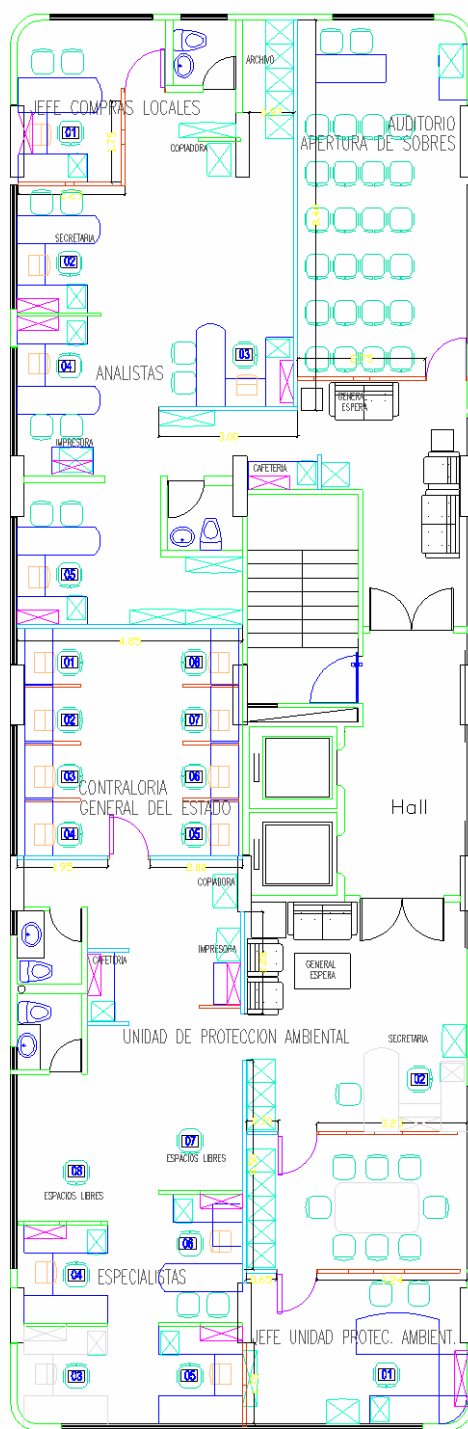 ARCHIVO
JEFE COMPRAS LOCALES
01
COPIADORA
AUDITORIO
APERTURA DE SOBRES
SECRETARIA
02
04
ANALISTAS
03
GENERAL
ESPERA
IMPRESORA
CAFETERIA
05
4.85
01
08
02
07
03
06
CONTRALORIA
GENERAL DEL ESTADO
04
05
Hall
COPIADORA
IMPRESORA
CAFETERIA
GENERAL
ESPERA
UNIDAD DE PROTECCION AMBIENTAL
SECRETARIA
02
07
ESPACIOS LIBRES
08
ESPACIOS LIBRES
06
04
ESPECIALISTAS
JEFE UNIDAD PROTEC. AMBIENT.
03
05
01